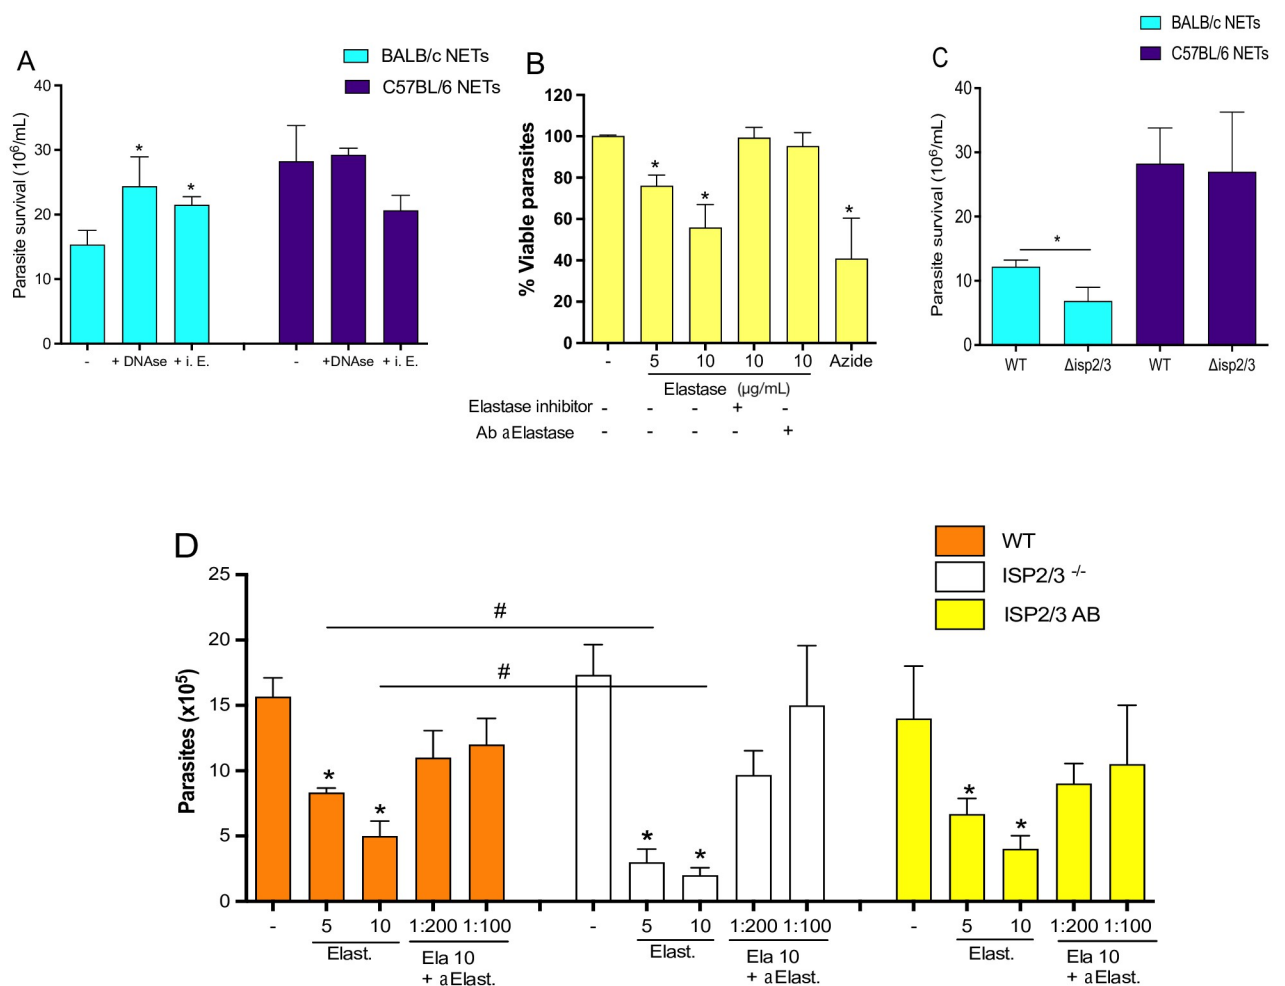 A
BALB/c NETs
C57BL/6 NETs
Parasite survival (10⁶/mL)
40
30
20
10
0
* *
- + DNAse + i. E. - +DNAse + i. E.
B
% Viable parasites
120
100
80
60
40
20
0
* * *
- 5 10 10 10 Azide
Elastase (µg/mL)
Elastase inhibitor - - - + -
Ab aElastase - - - - +
C
BALB/c NETs
C57BL/6 NETs
Parasite survival (10⁶/mL)
40
30
20
10
0
*
WT Δisp2/3 WT Δisp2/3
D
WT
ISP2/3 -/-
ISP2/3 AB
Parasites (x10⁵)
25
20
15
10
5
0
#
#
* * * * * *
- 5 10 1:200 1:100 - 5 10 1:200 1:100 - 5 10 1:200 1:100
Elast. Ela 10 Elast. Ela 10 Elast. Ela 10
+ aElast. + aElast. + aElast.